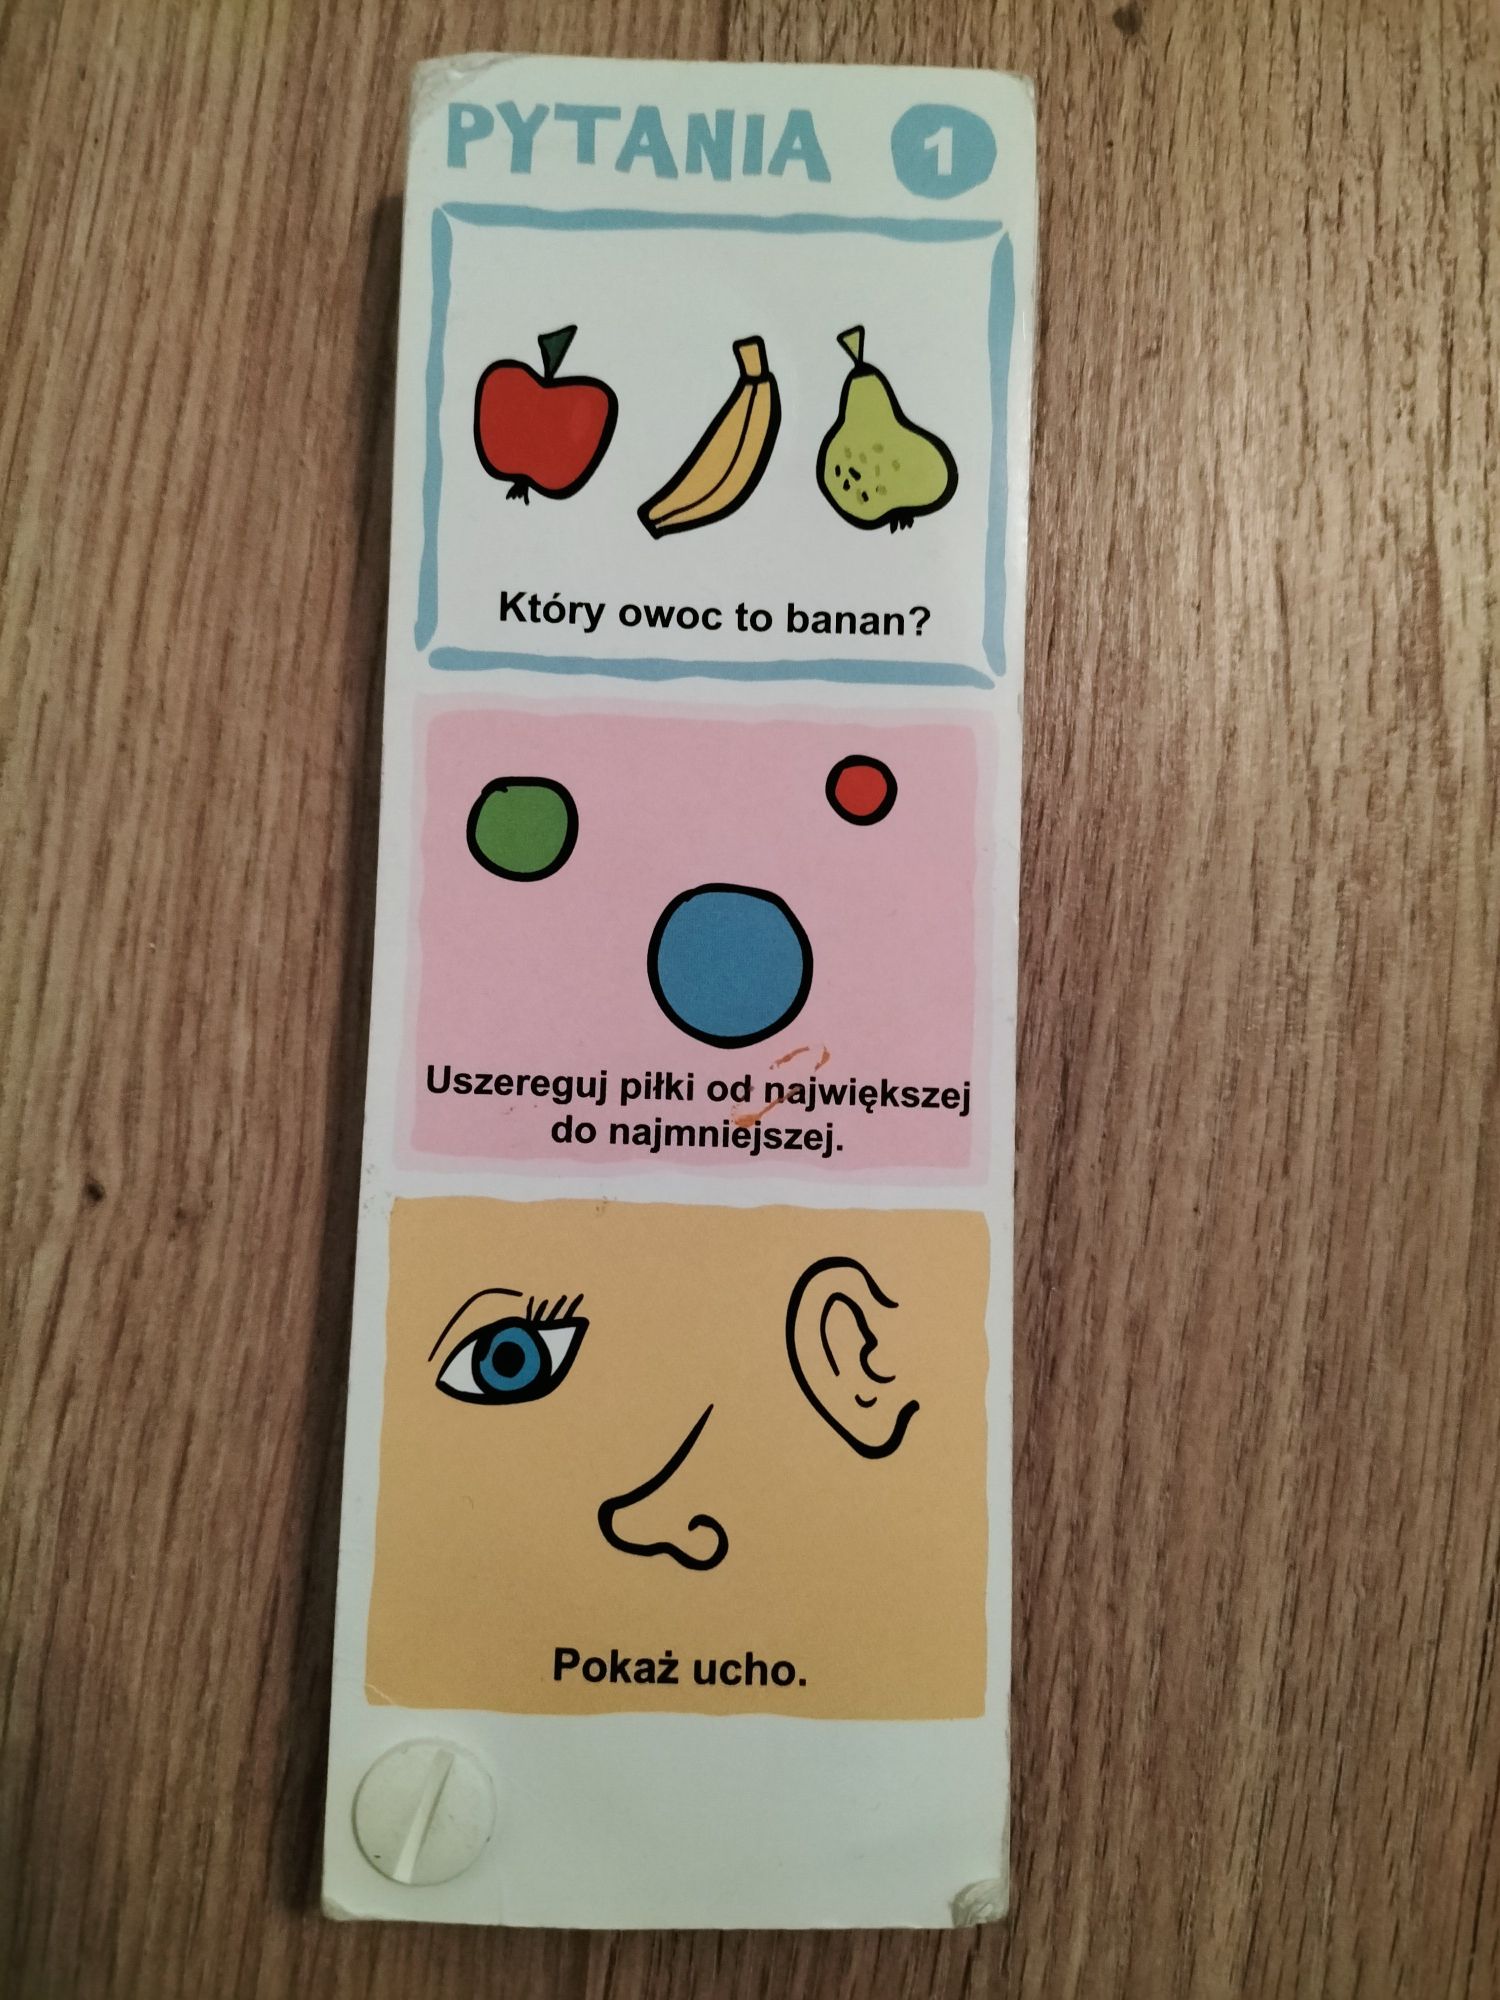 PYTANIA 1
Który owoc to banan?
Uszereguj piłki od największej
do najmniejszej.
Pokaż ucho.